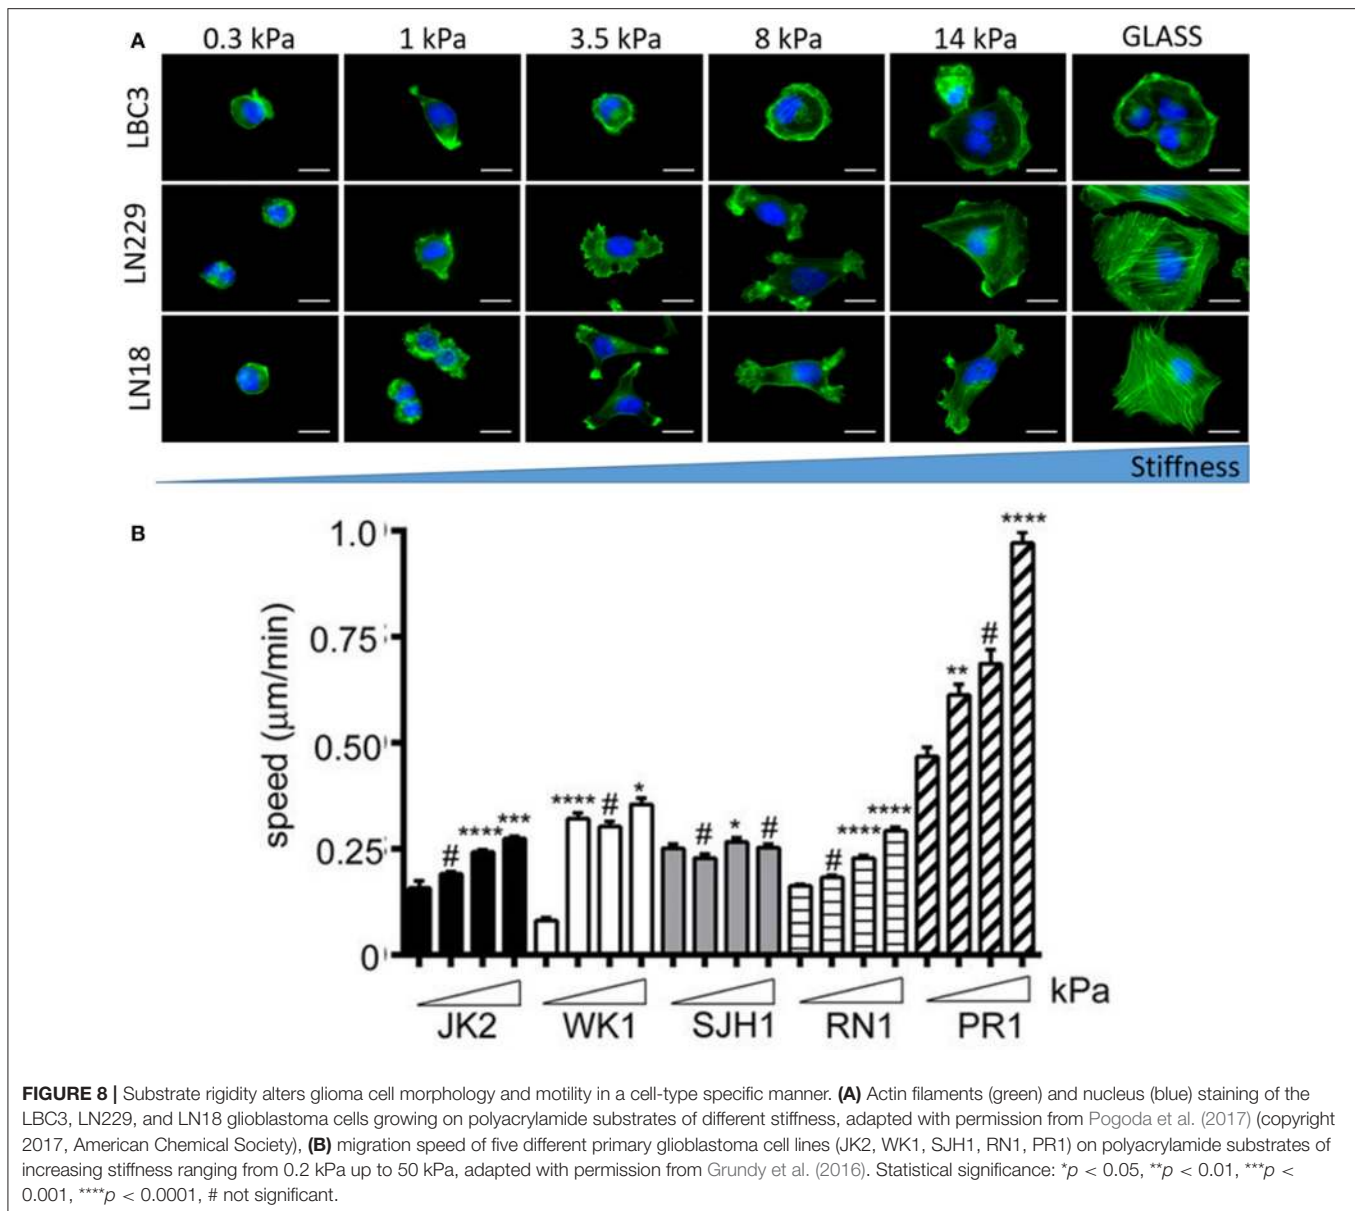 A
0.3 kPa 1 kPa 3.5 kPa 8 kPa 14 kPa GLASS
LBC3
LN229
LN18
Stiffness
B
speed (μm/min)
1.0
0.75
0.50
0.25
0
# **** ***
**** # *
# * #
# **** ****
** # ****
kPa
JK2 WK1 SJH1 RN1 PR1
FIGURE 8 | Substrate rigidity alters glioma cell morphology and motility in a cell-type specific manner. (A) Actin filaments (green) and nucleus (blue) staining of the
LBC3, LN229, and LN18 glioblastoma cells growing on polyacrylamide substrates of different stiffness, adapted with permission from Pogoda et al. (2017) (copyright
2017, American Chemical Society), (B) migration speed of five different primary glioblastoma cell lines (JK2, WK1, SJH1, RN1, PR1) on polyacrylamide substrates of
increasing stiffness ranging from 0.2 kPa up to 50 kPa, adapted with permission from Grundy et al. (2016). Statistical significance: *p < 0.05, **p < 0.01, ***p <
0.001, ****p < 0.0001, # not significant.